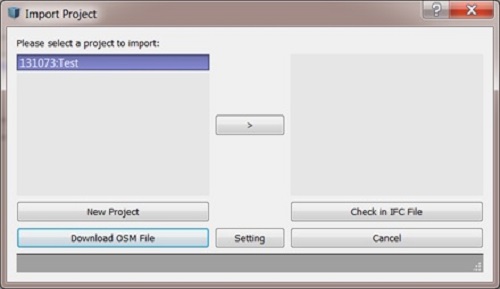 Import Project
?
Please select a project to import:
131073:Test
>
New Project
Check in IFC File
Download OSM File
Setting
Cancel